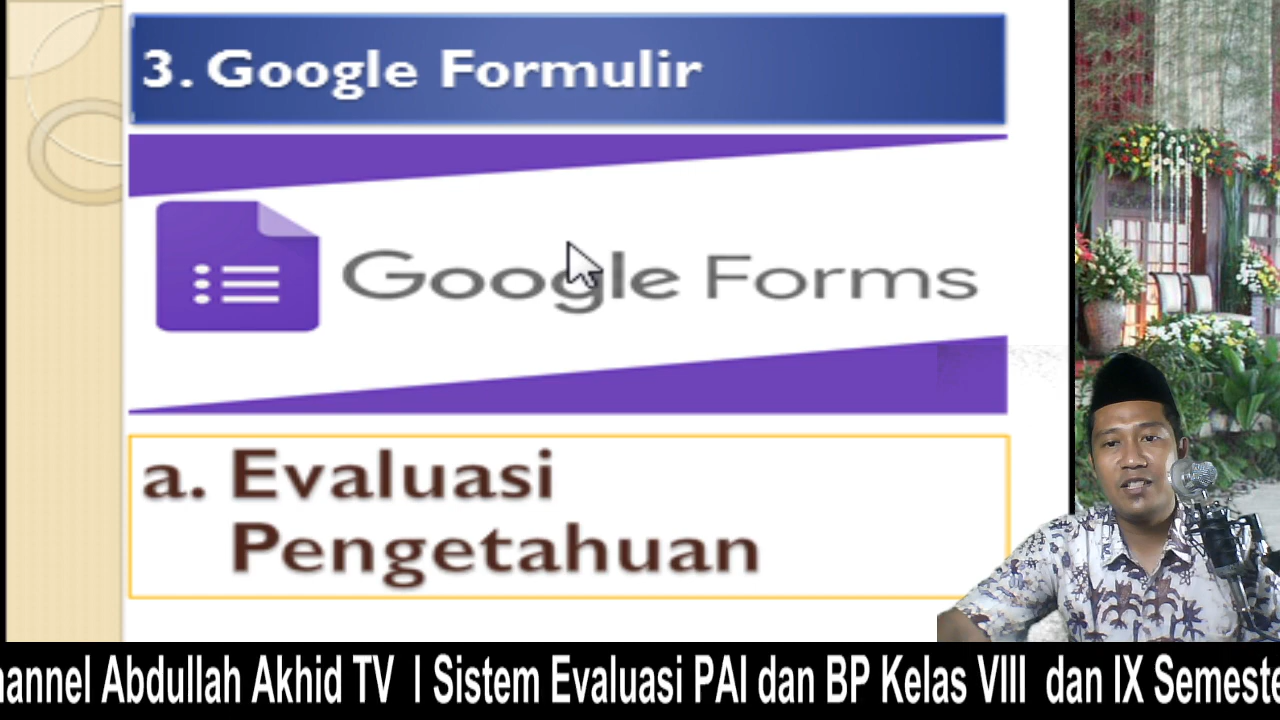 3. Google Formulir
Google Forms
a. Evaluasi
Pengetahuan
hannel Abdullah Akhid TV | Sistem Evaluasi PAI dan BP Kelas VIII dan IX Semeste